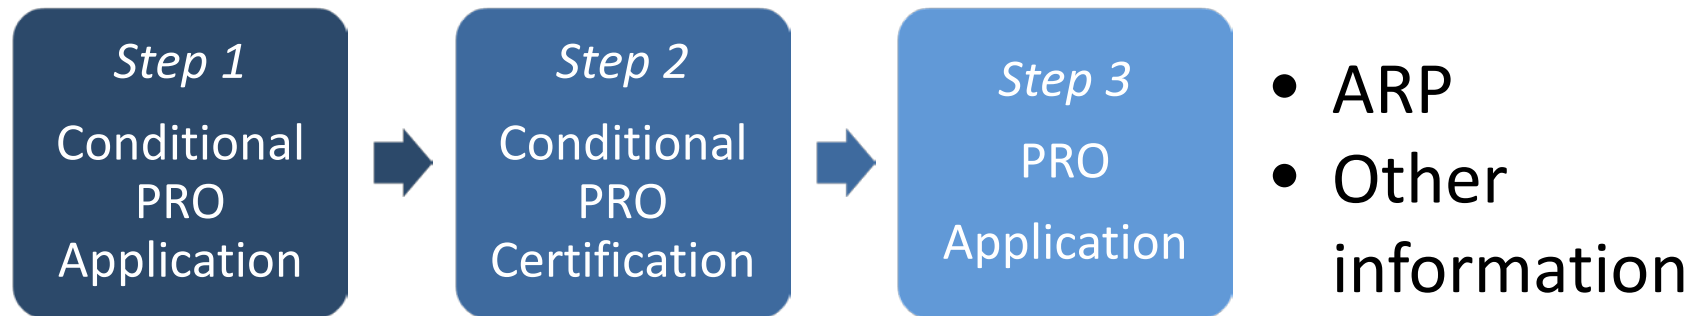 Step 1
Conditional
PRO
Application
Step 2
Conditional
PRO
Certification
Step 3
PRO
Application
• ARP
• Other
information